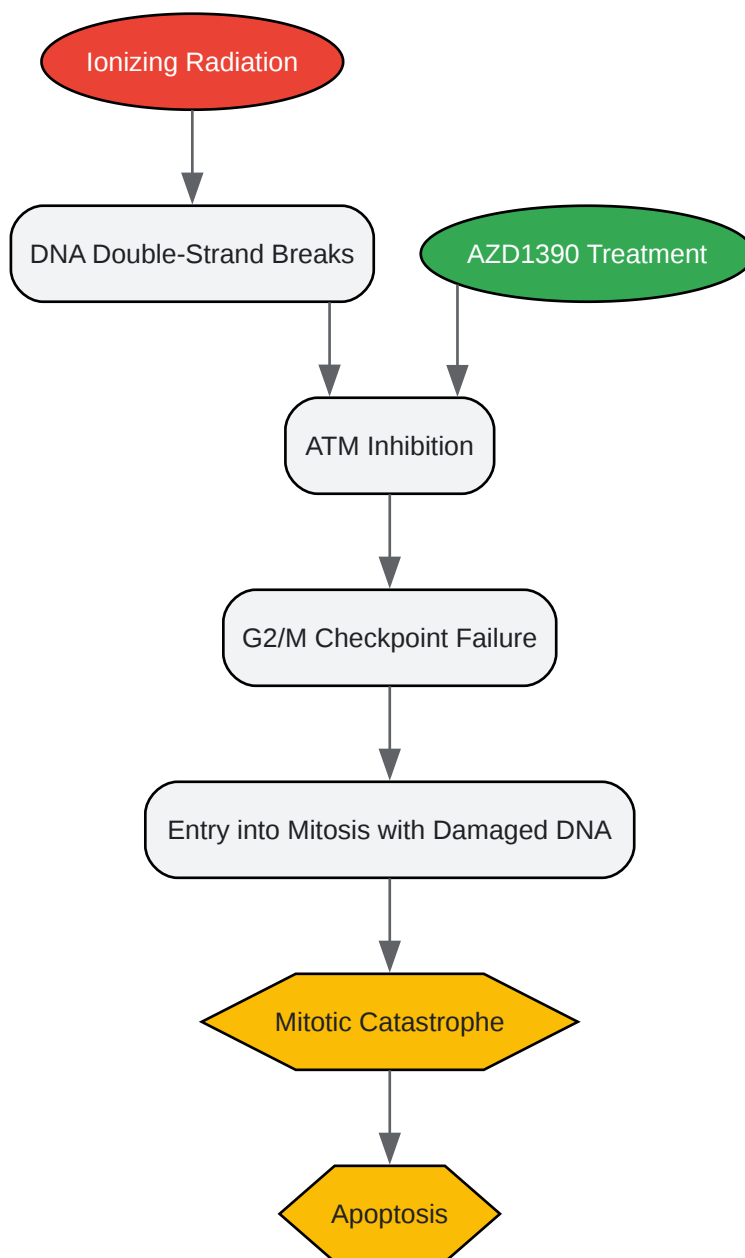 Ionizing Radiation
DNA Double-Strand Breaks
AZD1390 Treatment
ATM Inhibition
G2/M Checkpoint Failure
Entry into Mitosis with Damaged DNA
Mitotic Catastrophe
Apoptosis